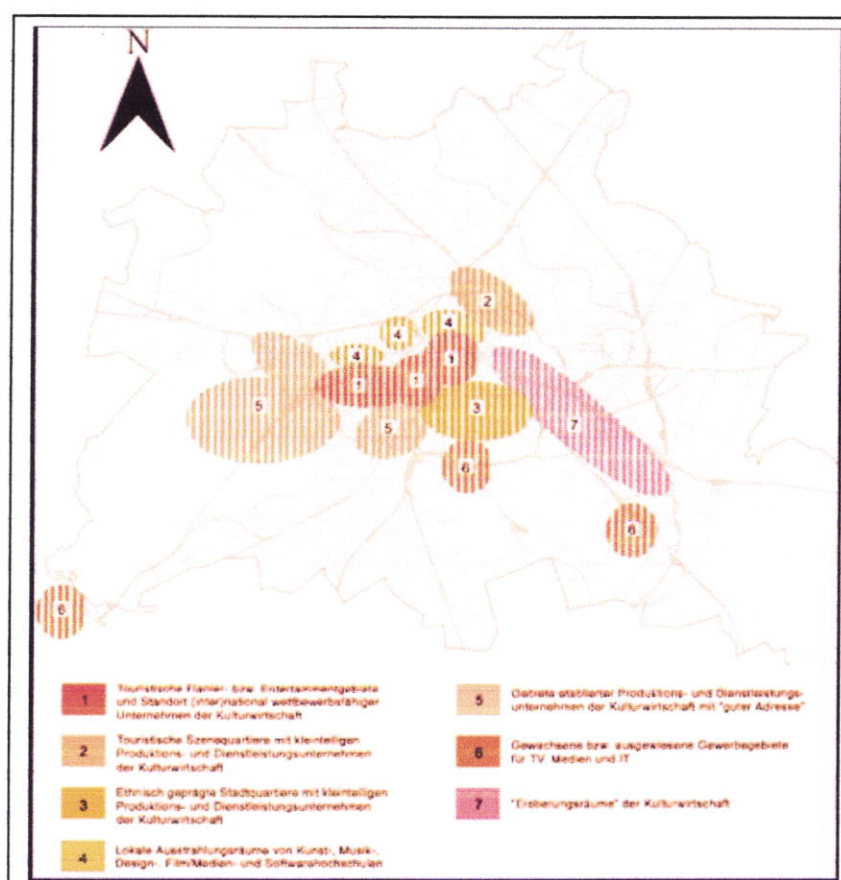 N
2
4
4
4
1
1
1
5
3
7
5
6
6
6
1 Touristische Flanier- bzw. Entertainmentgebiete
und Standort (inter)national wettbewerbsfähiger
Unternehmen der Kulturwirtschaft
2 Touristische Szenequartiere mit kleinteiligen
Produktions- und Dienstleistungsunternehmen
der Kulturwirtschaft
3 Ethnisch geprägte Stadtquartiere mit kleinteiligen
Produktions- und Dienstleistungsunternehmen
der Kulturwirtschaft
4 Lokale Ausstrahlungsräume von Kunst-, Musik-,
Design-, Film/Medien- und Softwarehochschulen
5 Gebiete etablierter Produktions- und Dienstleistungs-
unternehmen der Kulturwirtschaft mit "guter Adresse"
6 Gewachsene bzw. ausgewiesene Gewerbegebiete
für TV, Medien und IT
7 "Eroberungsräume" der Kulturwirtschaft